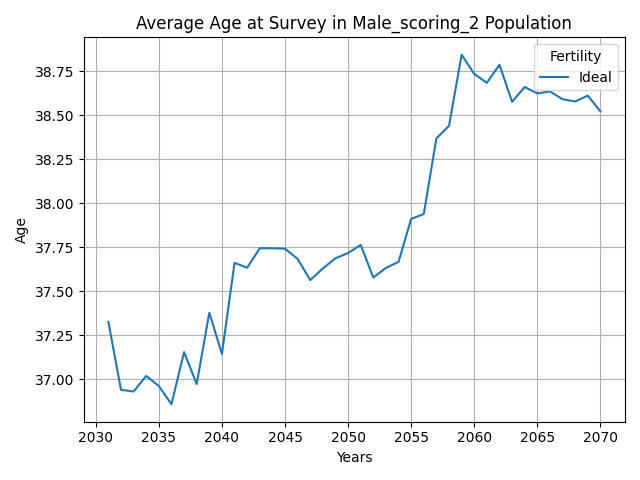 Average Age at Survey in Male_scoring_2 Population
Fertility
Ideal
38.75
38.50
38.25
38.00
37.75
37.50
37.25
37.00
Age
2030 2035 2040 2045 2050 2055 2060 2065 2070
Years